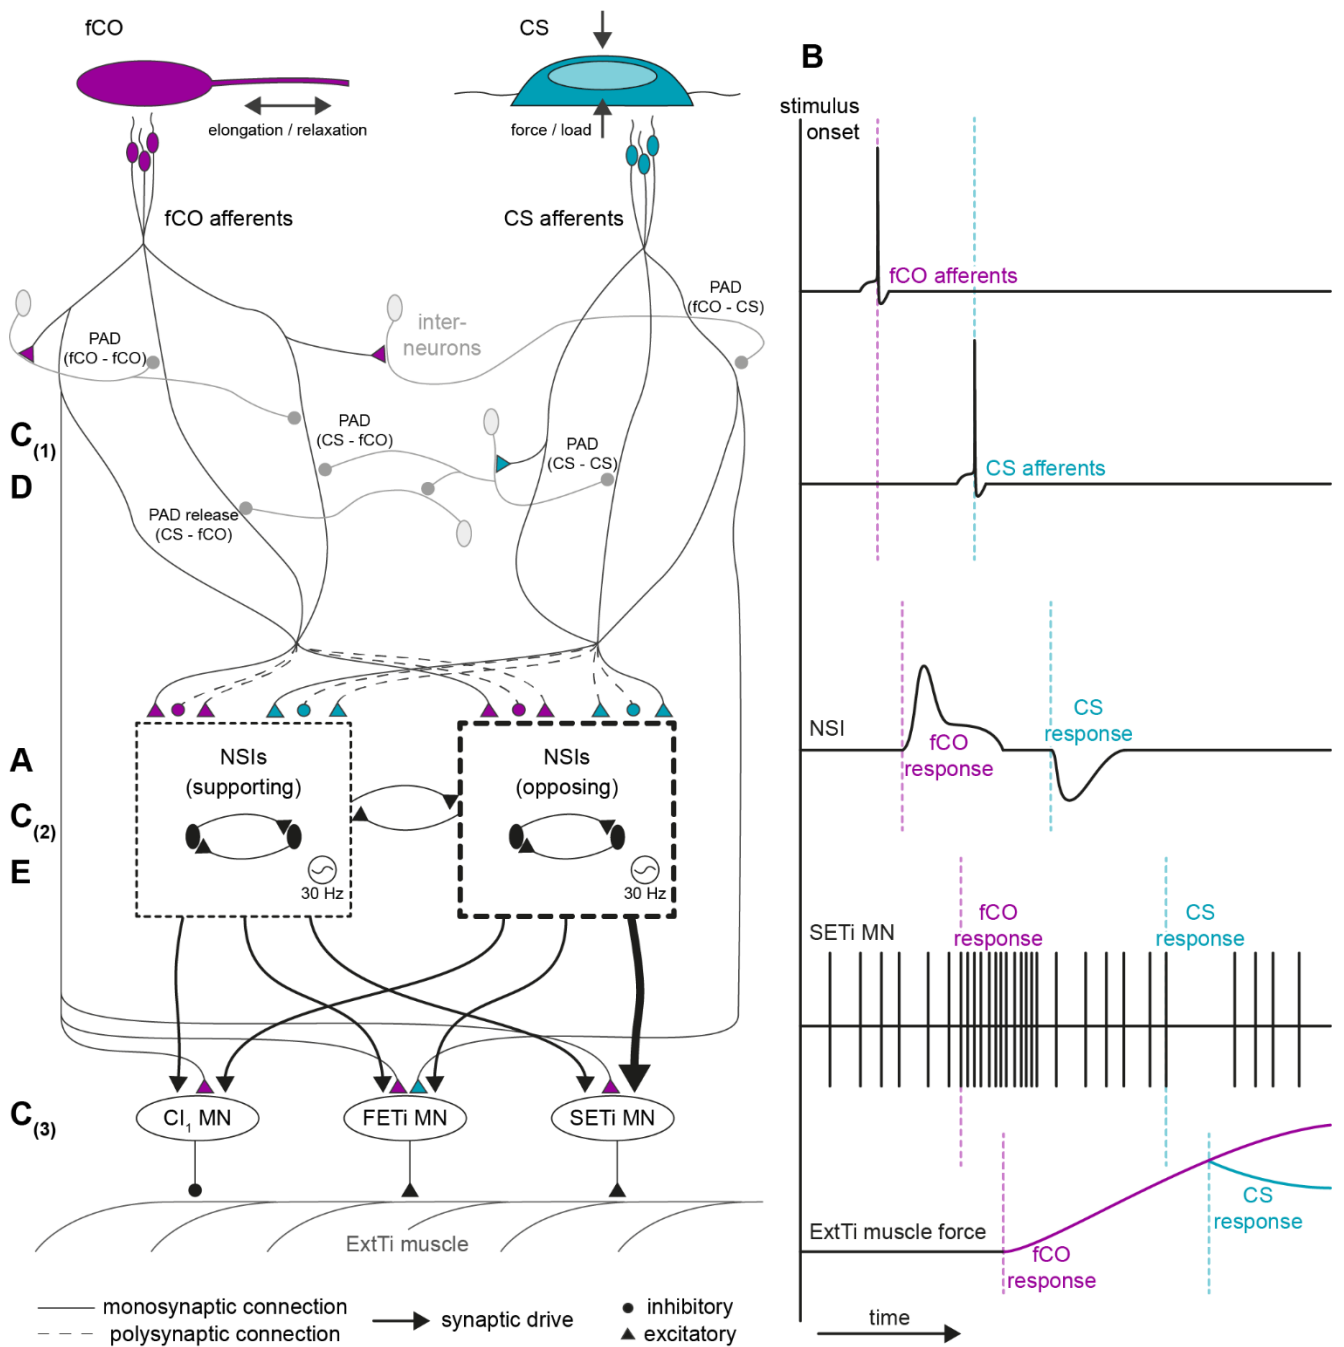 fCO
elongation / relaxation
fCO afferents
CS
force / load
CS afferents
PAD
(fCO - fCO)
inter-
neurons
PAD
(fCO - CS)
C(1)
PAD
(CS - fCO)
PAD
(CS - CS)
D
PAD release
(CS - fCO)
A
C(2)
E
NSIs
(supporting)
30 Hz
NSIs
(opposing)
30 Hz
C(3)
CI1 MN
FETi MN
SETi MN
ExtTi muscle
monosynaptic connection
polysynaptic connection
synaptic drive
inhibitory
excitatory
B
stimulus
onset
fCO afferents
CS afferents
NSI
fCO
response
CS
response
SETi MN
fCO
response
CS
response
ExtTi muscle force
fCO
response
CS
response
time